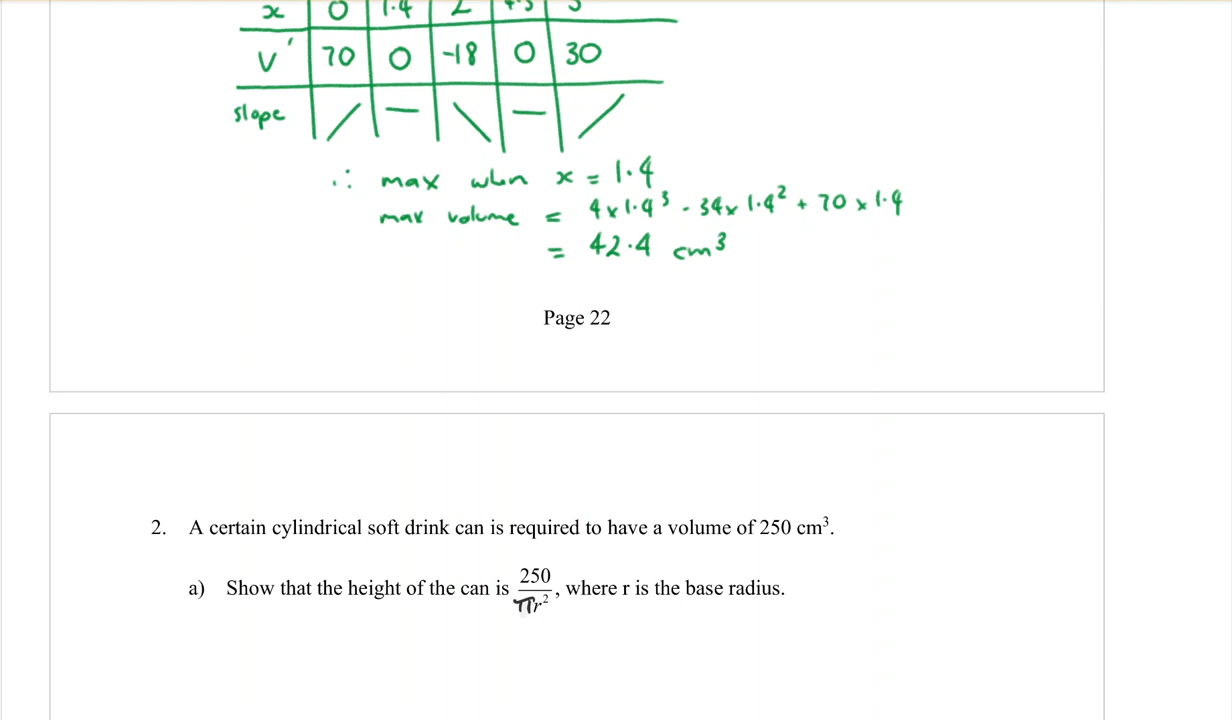 x 0 1.4 2 4.3 5
V' 70 0 -18 0 30
slope / — \ — /
∴ max when x = 1.4
max volume = 4 x 1.4³ - 34 x 1.4² + 70 x 1.4
= 42.4 cm³
Page 22
2. A certain cylindrical soft drink can is required to have a volume of 250 cm³.
a) Show that the height of the can is 250/πr², where r is the base radius.